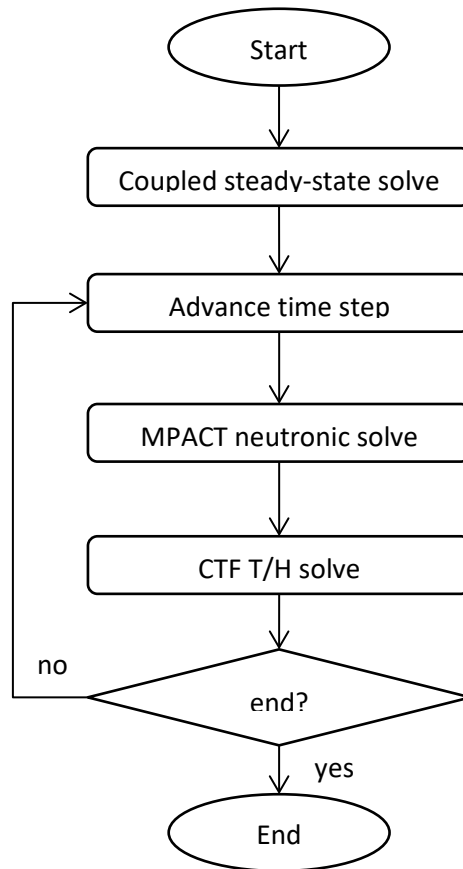 Start
Coupled steady-state solve
Advance time step
MPACT neutronic solve
CTF T/H solve
no
end?
yes
End